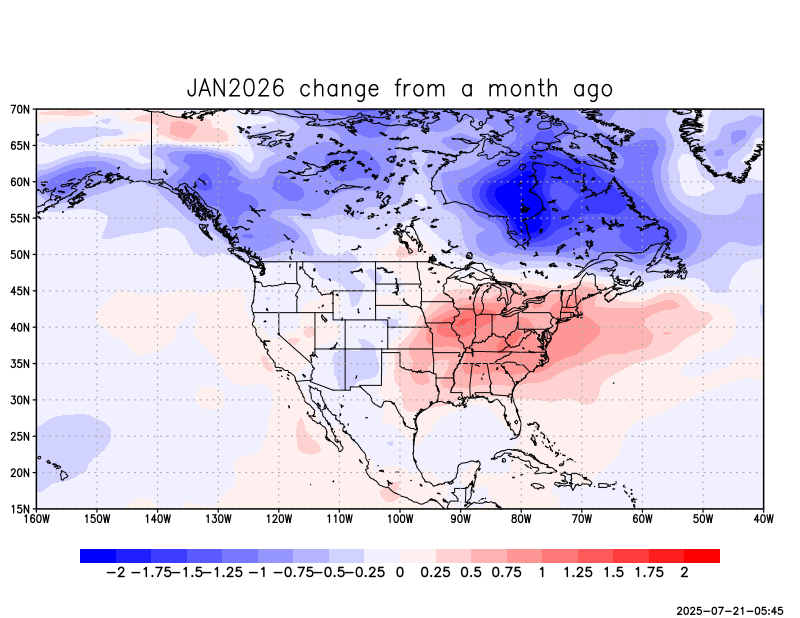 JAN2026 change from a month ago
70N
65N
60N
55N
50N
45N
40N
35N
30N
25N
20N
15N
160W 150W 140W 130W 120W 110W 100W 90W 80W 70W 60W 50W 40W
−2 −1.75 −1.5 −1.25 −1 −0.75 −0.5 −0.25 0 0.25 0.5 0.75 1 1.25 1.5 1.75 2
2025-07-21-05:45